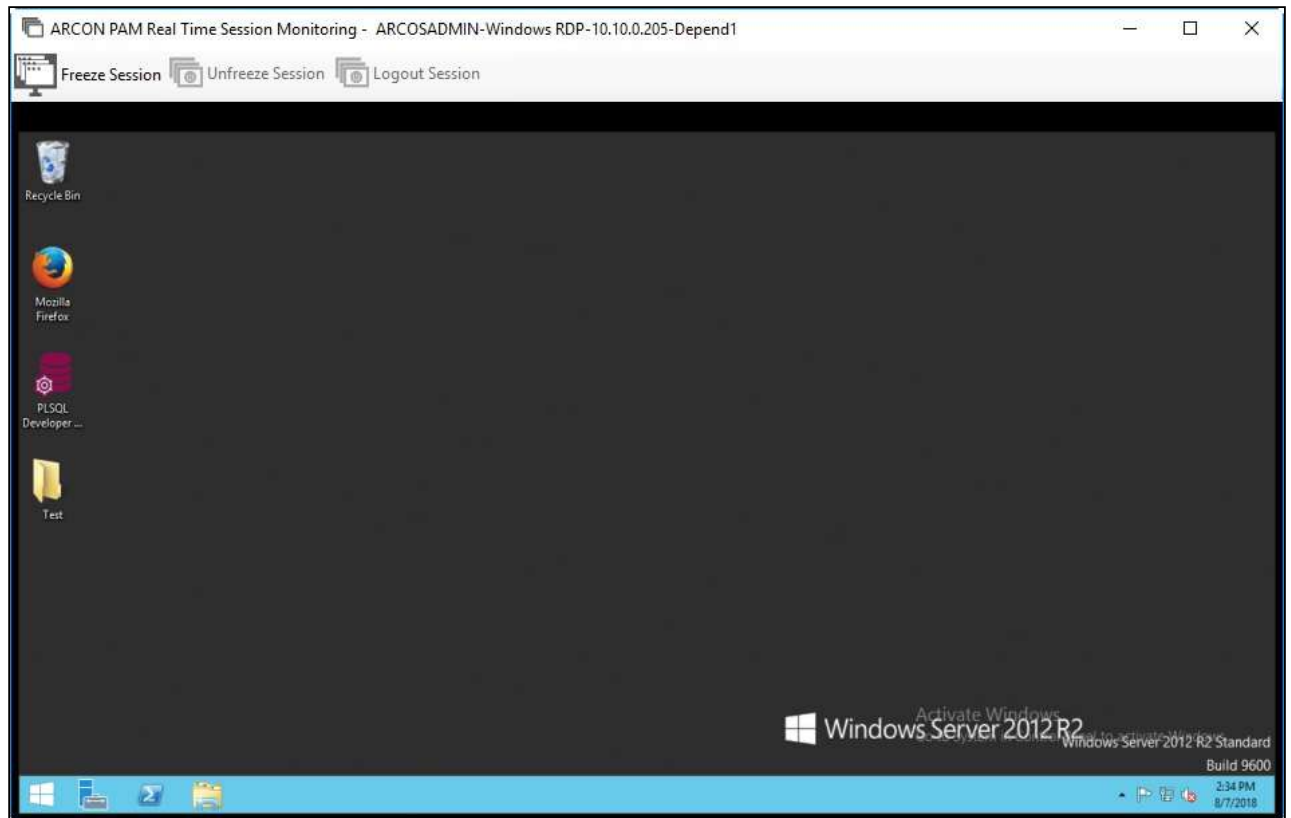 ARCON PAM Real Time Session Monitoring -  ARCOSADMIN-Windows RDP-10.10.0.205-Depend1
Freeze Session Unfreeze Session Logout Session
Recycle Bin
Mozilla
Firefox
PLSQL
Developer ...
Test
Activate Windows
Windows Server 2012 R2
Windows Server 2012 R2 Standard
Build 9600
2:34 PM
8/7/2018